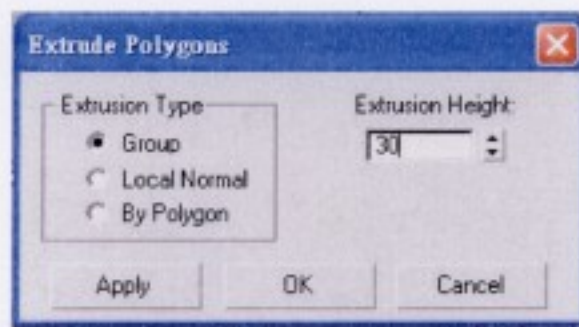 Extrude Polygons
Extrusion Type
Group
Local Normal
By Polygon
Extrusion Height:
30
Apply
OK
Cancel